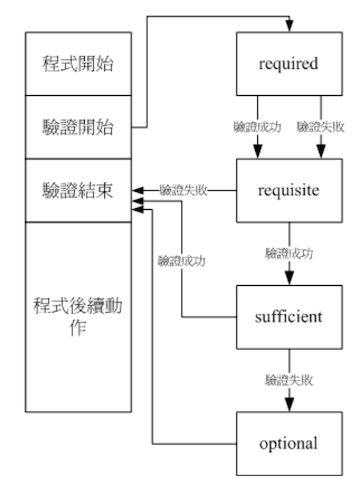 程式開始
required
驗證開始
驗證成功
驗證失敗
驗證結束
驗證失敗
requisite
驗證成功
驗證成功
程式後續動
作
sufficient
驗證失敗
optional